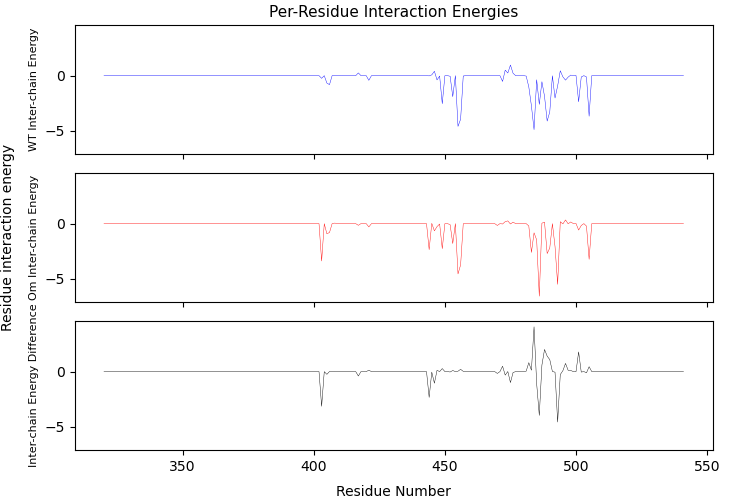 Per-Residue Interaction Energies
WT Inter-chain Energy
0
−5
Residue interaction energy
Om Inter-chain Energy
0
−5
Inter-chain Energy Difference
0
−5
350
400
450
500
550
Residue Number